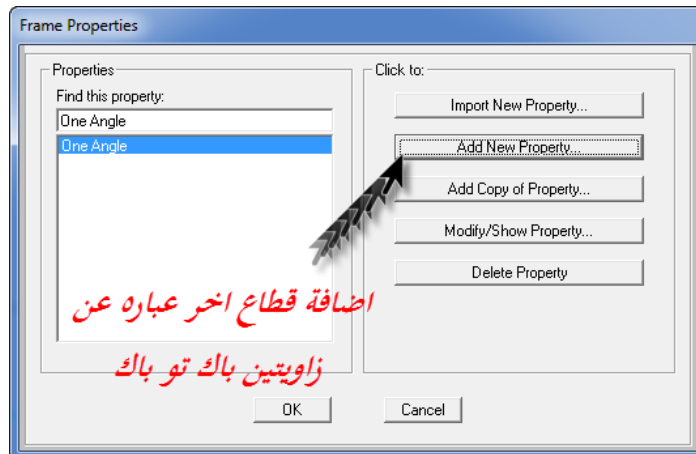 Frame Properties
Properties
Find this property:
One Angle
One Angle
Click to:
Import New Property...
Add New Property...
Add Copy of Property...
Modify/Show Property...
Delete Property
اضافة قطاع اخر عباره عن
زاويتين باك تو باك
OK
Cancel